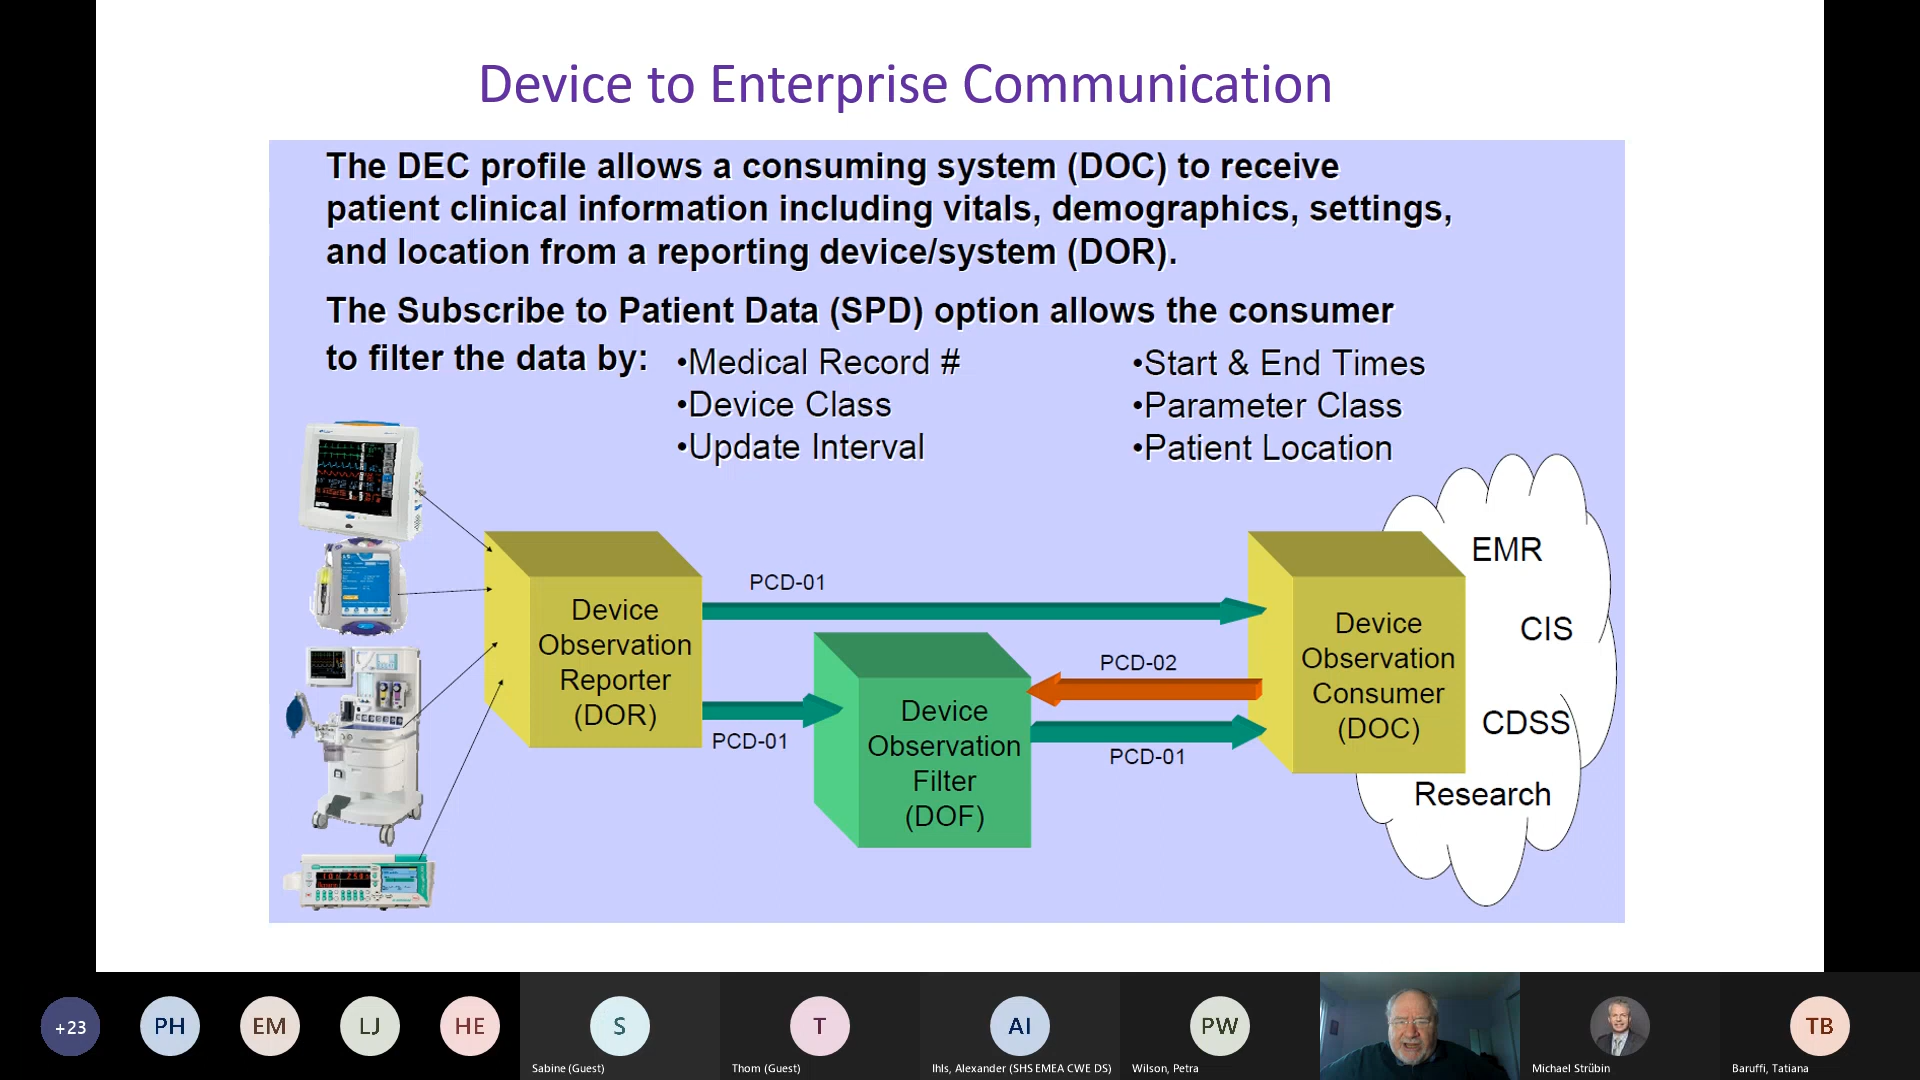 Device to Enterprise Communication
The DEC profile allows a consuming system (DOC) to receive
patient clinical information including vitals, demographics, settings,
and location from a reporting device/system (DOR).
The Subscribe to Patient Data (SPD) option allows the consumer
to filter the data by:
•Medical Record #
•Device Class
•Update Interval
•Start & End Times
•Parameter Class
•Patient Location
Device
Observation
Reporter
(DOR)
PCD-01
PCD-01
Device
Observation
Filter
(DOF)
PCD-02
PCD-01
Device
Observation
Consumer
(DOC)
EMR
CIS
CDSS
Research
+23
PH
EM
LJ
HE
S
Sabine (Guest)
T
Thom (Guest)
AI
Ihls, Alexander (SHS EMEA CWE DS)
PW
Wilson, Petra
Michael Strübin
TB
Baruffi, Tatiana